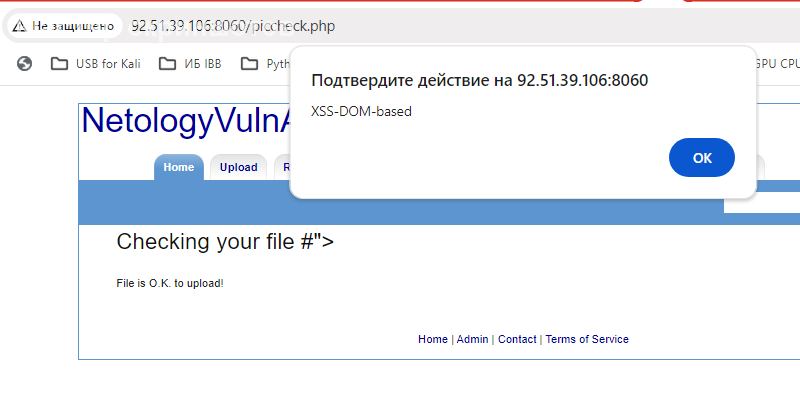 Не защищено 92.51.39.106:8060/piccheck.php
USB for Kali ИБ IBB Pyth GPU CPU
Подтвердите действие на 92.51.39.106:8060
XSS-DOM-based
OK
NetologyVulnA
Home Upload R
Checking your file #">
File is O.K. to upload!
Home | Admin | Contact | Terms of Service